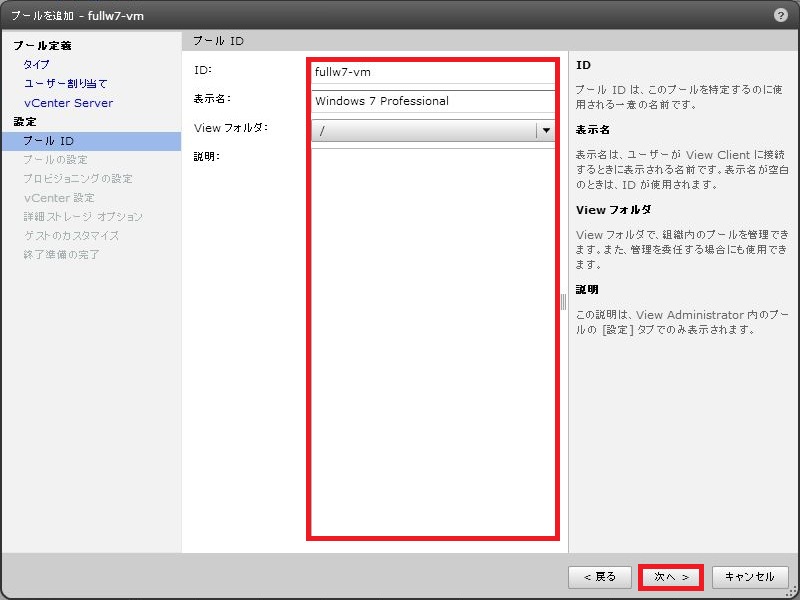 プールを追加 - fullw7-vm
?
プール定義
タイプ
ユーザー割り当て
vCenter Server
設定
プール ID
プールの設定
プロビジョニングの設定
vCenter 設定
詳細ストレージ オプション
ゲストのカスタマイズ
終了準備の完了
プール ID
ID:
fullw7-vm
表示名:
Windows 7 Professional
View フォルダ:
/
説明:
ID
プール ID は、このプールを特定するのに使
用される一意の名前です。
表示名
表示名は、ユーザーが View Client に接続
するときに表示される名前です。表示名が空白
のときは、ID が使用されます。
View フォルダ
View フォルダで、組織内のプールを管理でき
ます。また、管理を委任する場合にも使用でき
ます。
説明
この説明は、View Administrator 内のプー
ルの [設定] タブでのみ表示されます。
< 戻る
次へ >
キャンセル